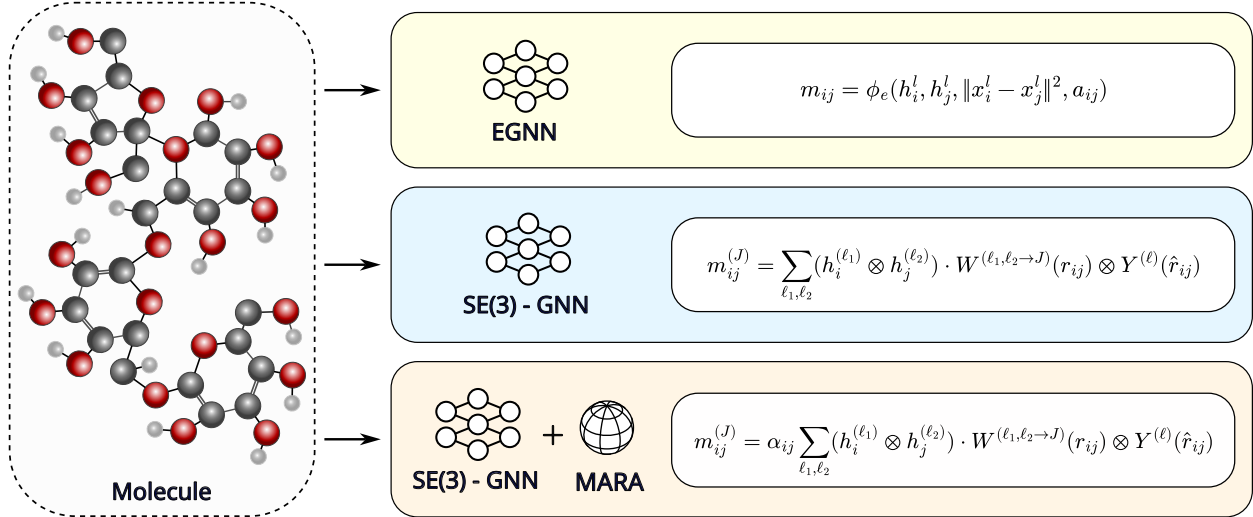 Molecule
EGNN
$m_{ij} = \phi_e(h_i^l, h_j^l, \|x_i^l - x_j^l\|^2, a_{ij})$
SE(3) - GNN
$m_{ij}^{(J)} = \sum_{\ell_1,\ell_2} (h_i^{(\ell_1)} \otimes h_j^{(\ell_2)}) \cdot W^{(\ell_1,\ell_2 \to J)}(r_{ij}) \otimes Y^{(\ell)}(\hat{r}_{ij})$
SE(3) - GNN + MARA
$m_{ij}^{(J)} = \alpha_{ij} \sum_{\ell_1,\ell_2} (h_i^{(\ell_1)} \otimes h_j^{(\ell_2)}) \cdot W^{(\ell_1,\ell_2 \to J)}(r_{ij}) \otimes Y^{(\ell)}(\hat{r}_{ij})$